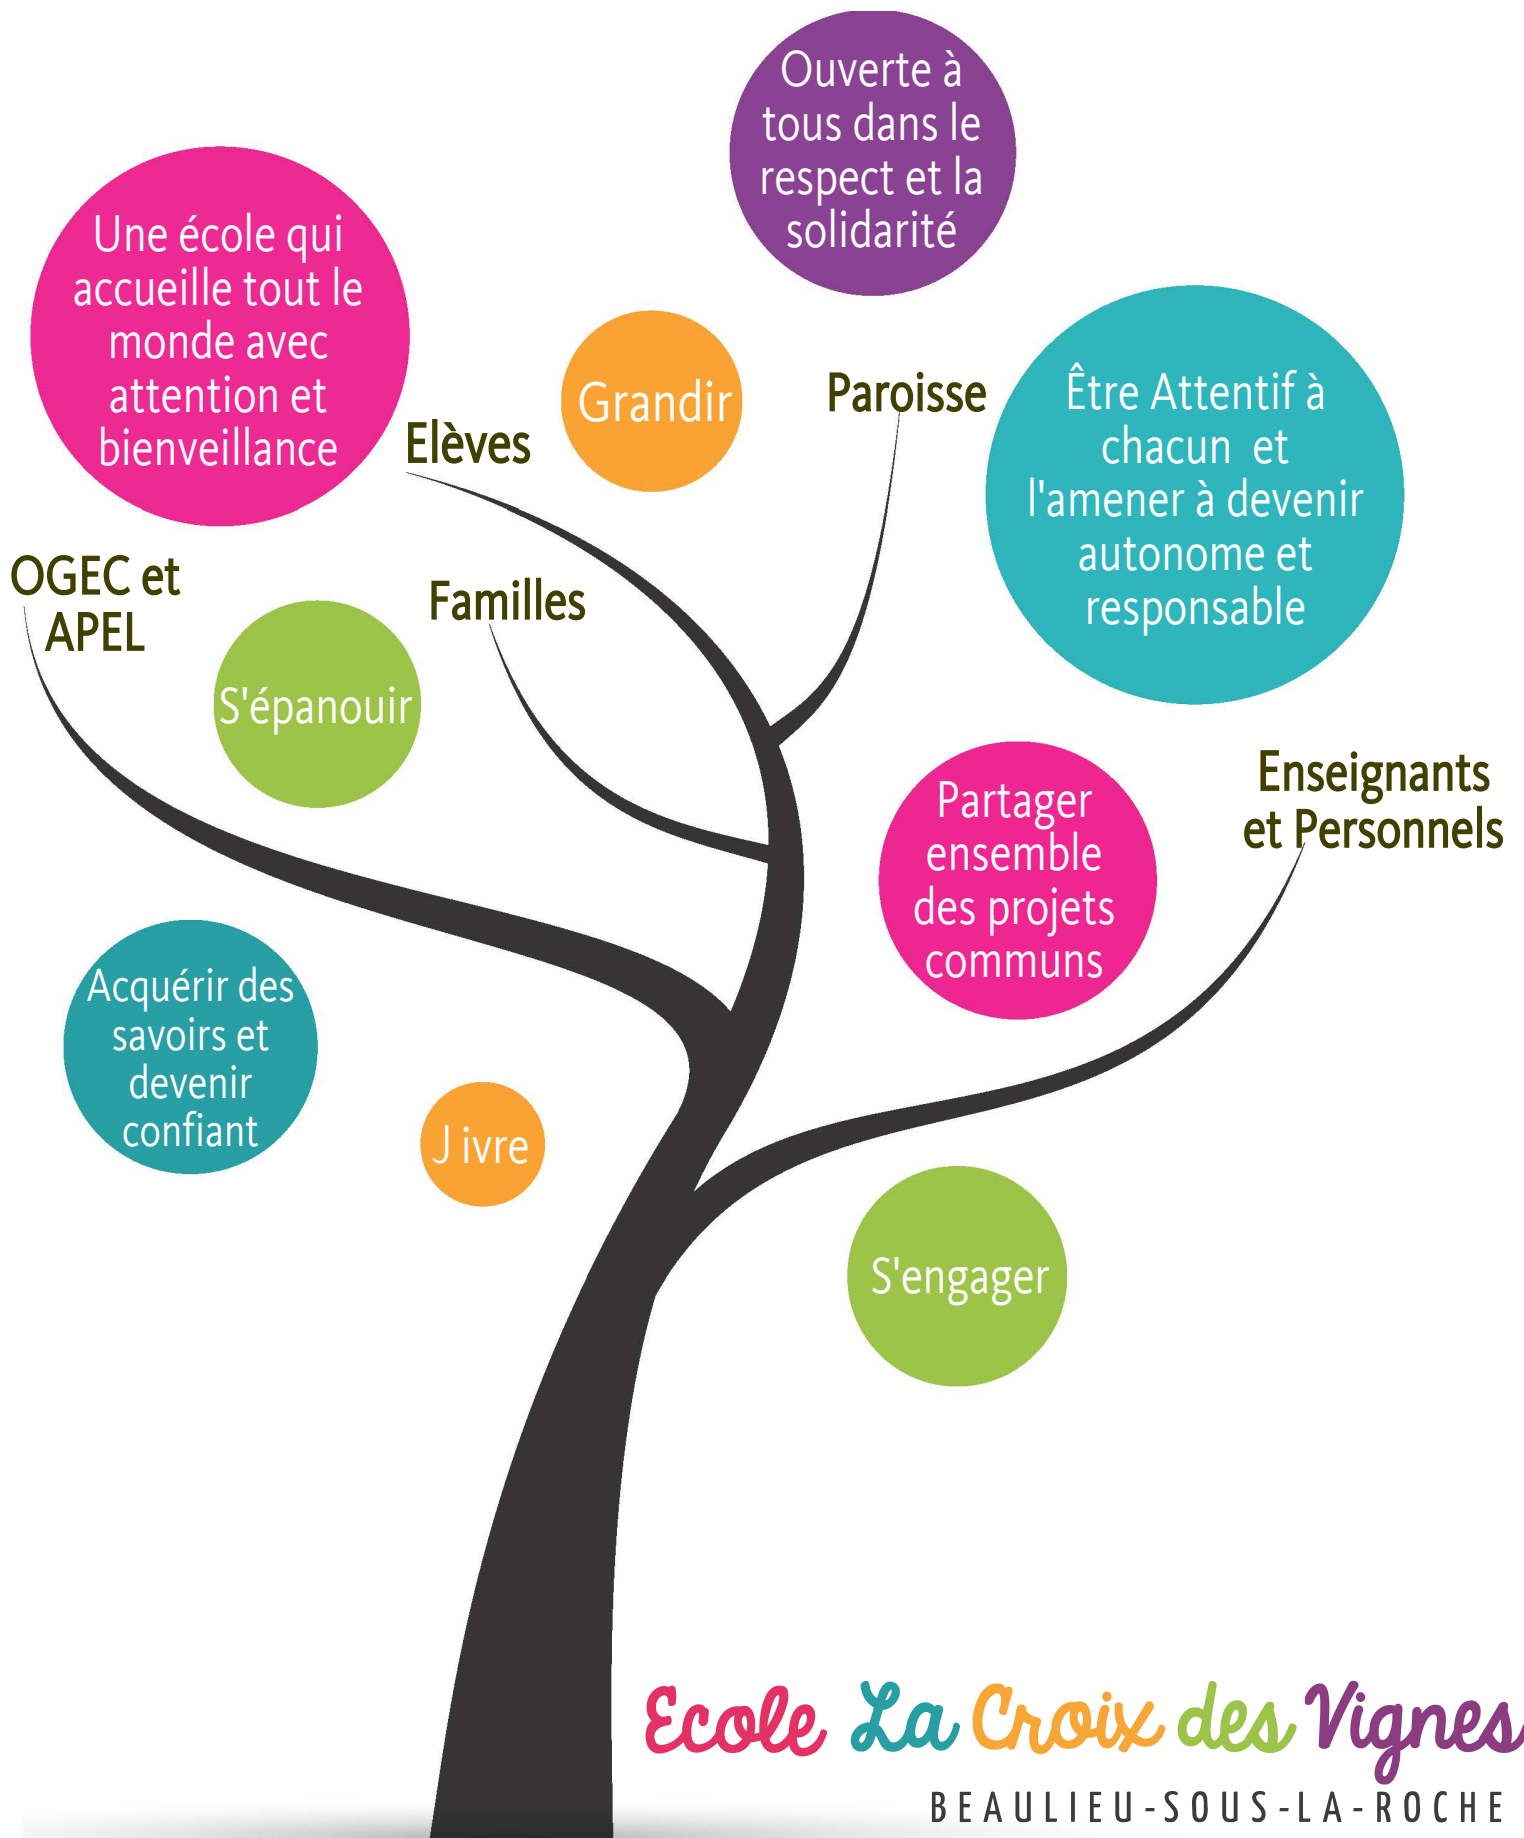 Ouverte à
tous dans le
respect et la
solidarité
Une école qui
accueille tout le
monde avec
attention et
bienveillance
Grandir
Paroisse
Être Attentif à
chacun et
l'amener à devenir
autonome et
responsable
Elèves
OGEC et
APEL
Familles
S'épanouir
Partager
ensemble
des projets
communs
Enseignants
et Personnels
Acquérir des
savoirs et
devenir
confiant
J ivre
S'engager
Ecole La Croix des Vignes
BEAULIEU-SOUS-LA-ROCHE